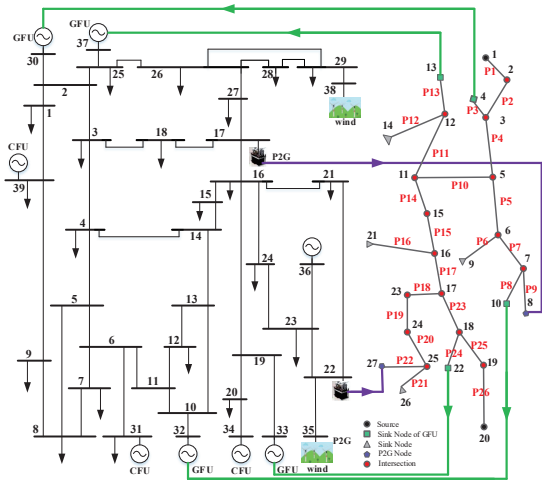 GFU
30
GFU
37
25
26
28
29
38
wind
2
1
27
CFU
39
3
18
17
P2G
16
21
15
4
14
24
36
5
13
23
6
12
19
22
9
7
11
10
20
8
31
CFU
32
GFU
34
CFU
33
GFU
35
wind
P2G
1
P1
2
13
P13
4
P3
P2
3
14
P12
12
P4
P11
11
P10
5
P14
P5
15
21
P16
P15
6
16
P6
P7
9
7
P17
P8
P9
23
P18
17
10
8
P19
P23
24
18
P20
P24
P25
27
P22
25
22
19
P21
26
P26
20
Source
Sink Node of GFU
Sink Node
P2G Node
Intersection